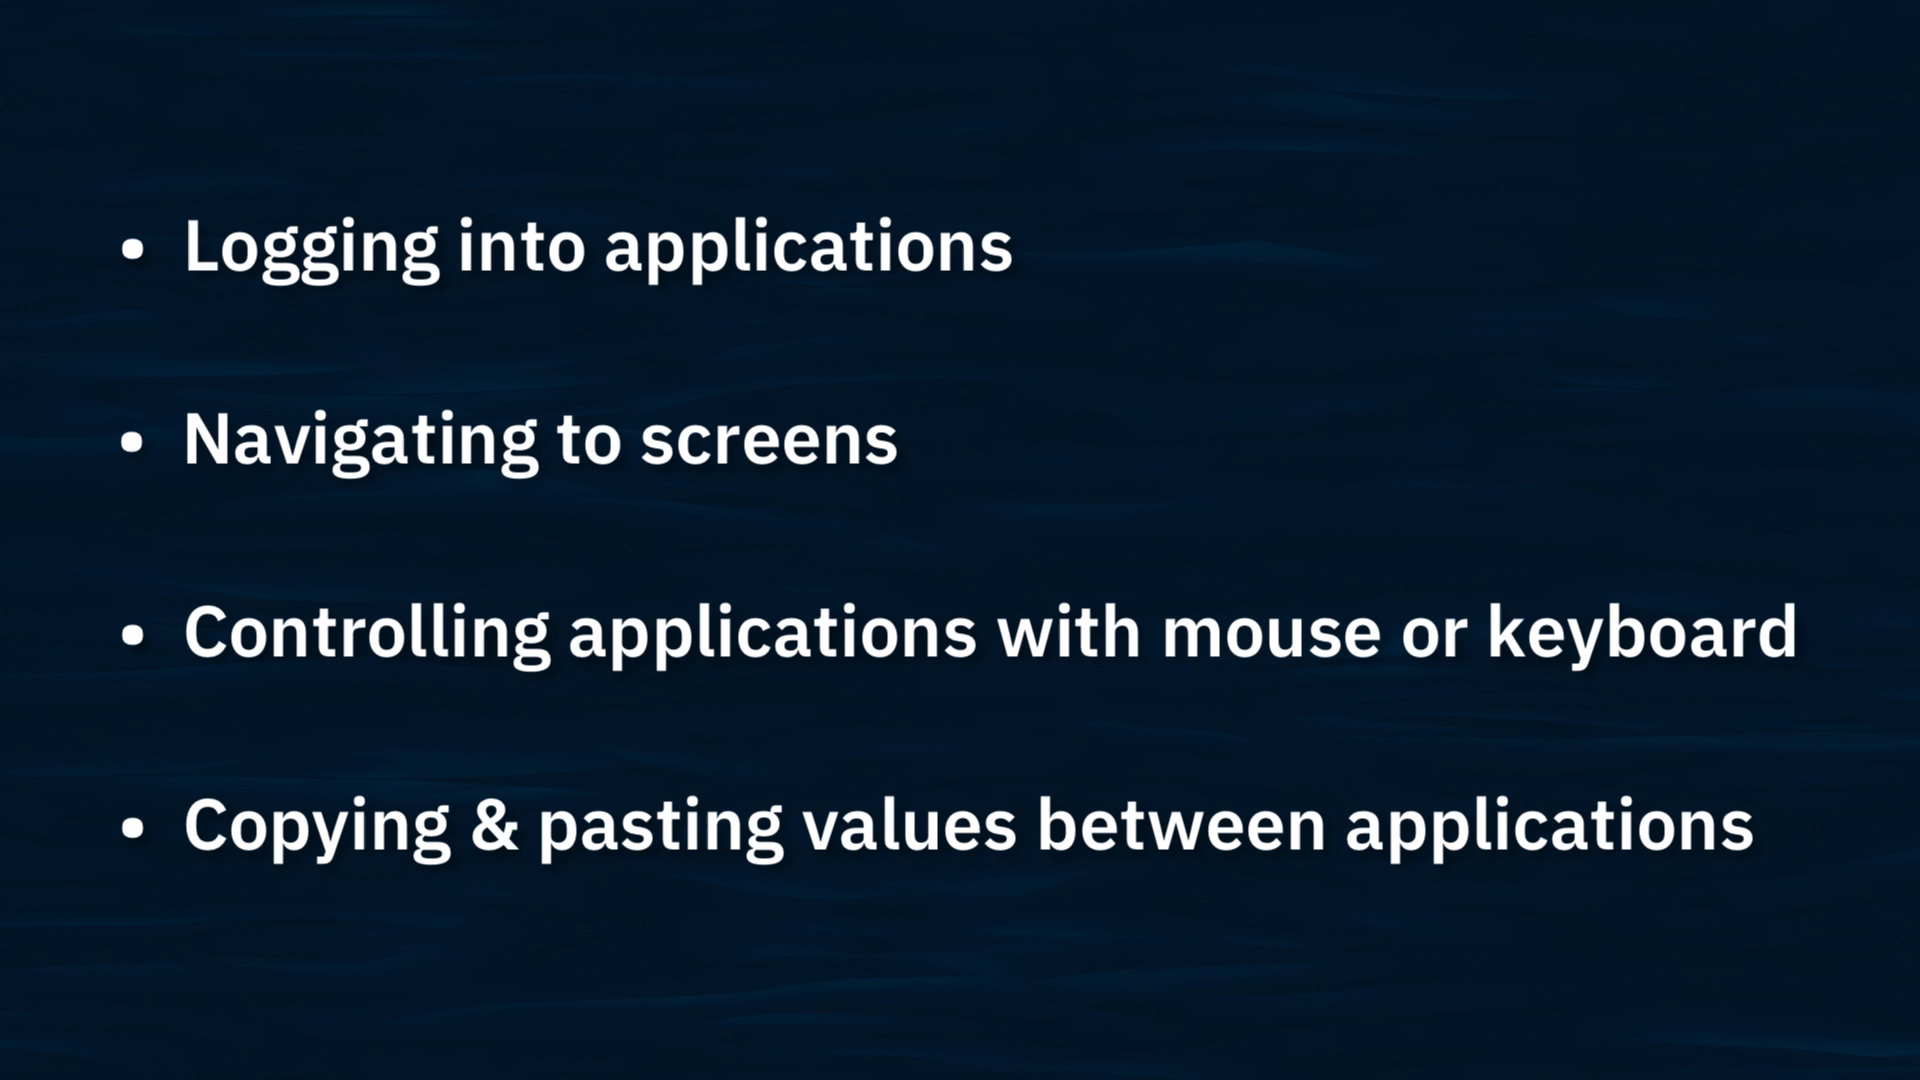 • Logging into applications
• Navigating to screens
• Controlling applications with mouse or keyboard
• Copying & pasting values between applications